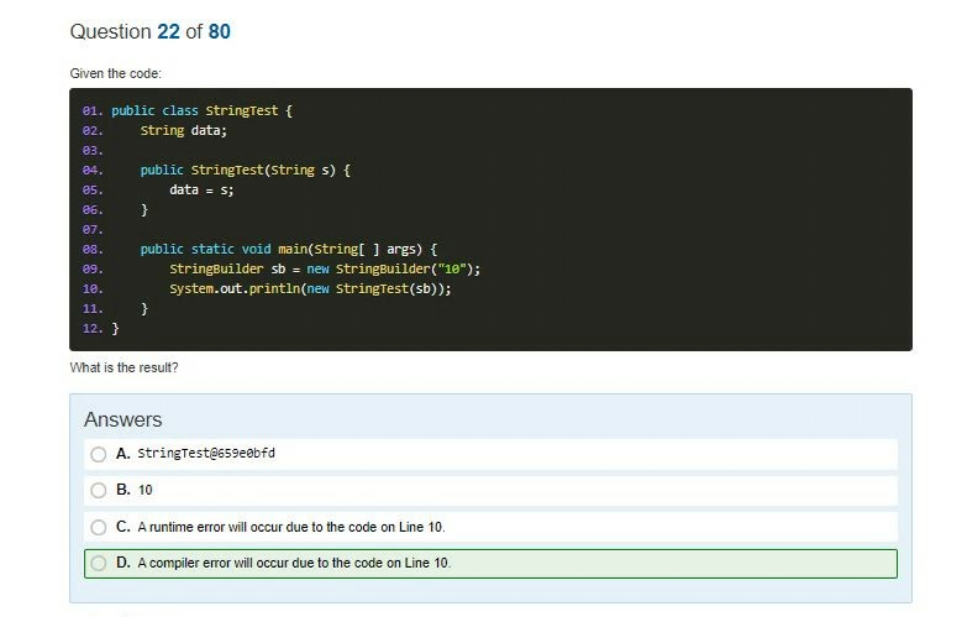 Question 22 of 80
Given the code:
01. public class StringTest {
02.     String data;
03.
04.     public StringTest(String s) {
05.         data = s;
06.     }
07.
08.     public static void main(String[ ] args) {
09.         StringBuilder sb = new StringBuilder("10");
10.         System.out.println(new StringTest(sb));
11.     }
12. }
What is the result?
Answers
A. StringTest@659e0bfd
B. 10
C. A runtime error will occur due to the code on Line 10.
D. A compiler error will occur due to the code on Line 10.